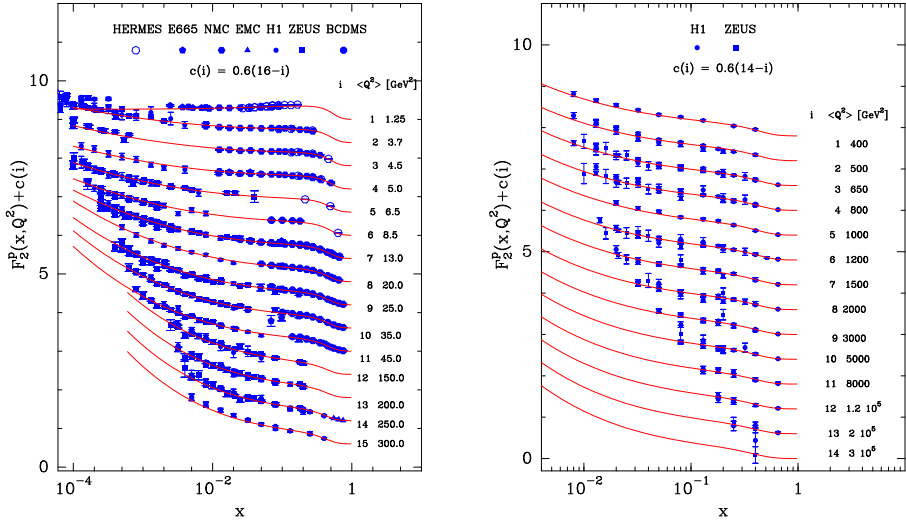 HERMES E665 NMC EMC H1 ZEUS BCDMS
c(i) = 0.6(16−i)
i <Q²> [GeV²]
1 1.25
2 3.7
3 4.5
4 5.0
5 6.5
6 8.5
7 13.0
8 20.0
9 25.0
10 35.0
11 45.0
12 150.0
13 200.0
14 250.0
15 300.0
F₂ᵖ(x,Q²)+c(i)
10
5
0
10⁻⁴ 10⁻² 1
x
H1 ZEUS
c(i) = 0.6(14−i)
i <Q²> [GeV²]
1 400
2 500
3 650
4 800
5 1000
6 1200
7 1500
8 2000
9 3000
10 5000
11 8000
12 1.2 10⁵
13 2 10⁵
14 3 10⁵
F₂ᵖ(x,Q²)+c(i)
10
5
0
10⁻² 10⁻¹ 1
x